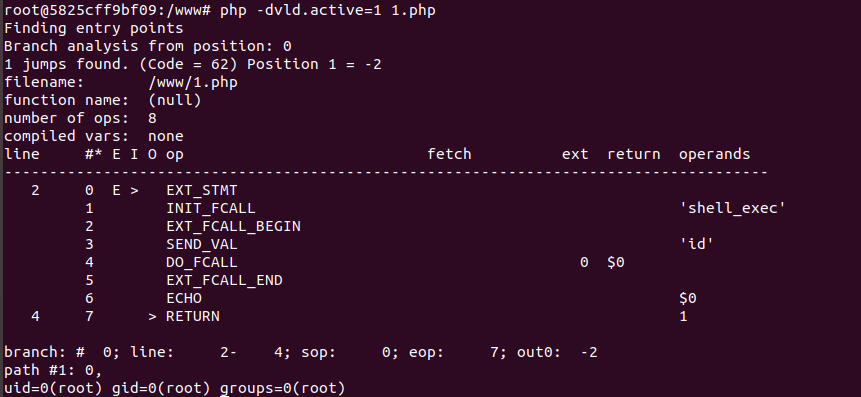 root@5825cff9bf09:/www# php -dvld.active=1 1.php
Finding entry points
Branch analysis from position: 0
1 jumps found. (Code = 62) Position 1 = -2
filename:       /www/1.php
function name:  (null)
number of ops:  8
compiled vars:  none
line     #* E I O op                           fetch          ext  return  operands
-------------------------------------------------------------------------------------
   2     0  E >   EXT_STMT
         1        INIT_FCALL                                               'shell_exec'
         2        EXT_FCALL_BEGIN
         3        SEND_VAL                                                 'id'
         4        DO_FCALL                                      0  $0
         5        EXT_FCALL_END
         6        ECHO                                                     $0
   4     7      > RETURN                                                   1
branch: #  0; line:     2-    4; sop:     0; eop:     7; out0:  -2
path #1: 0,
uid=0(root) gid=0(root) groups=0(root)